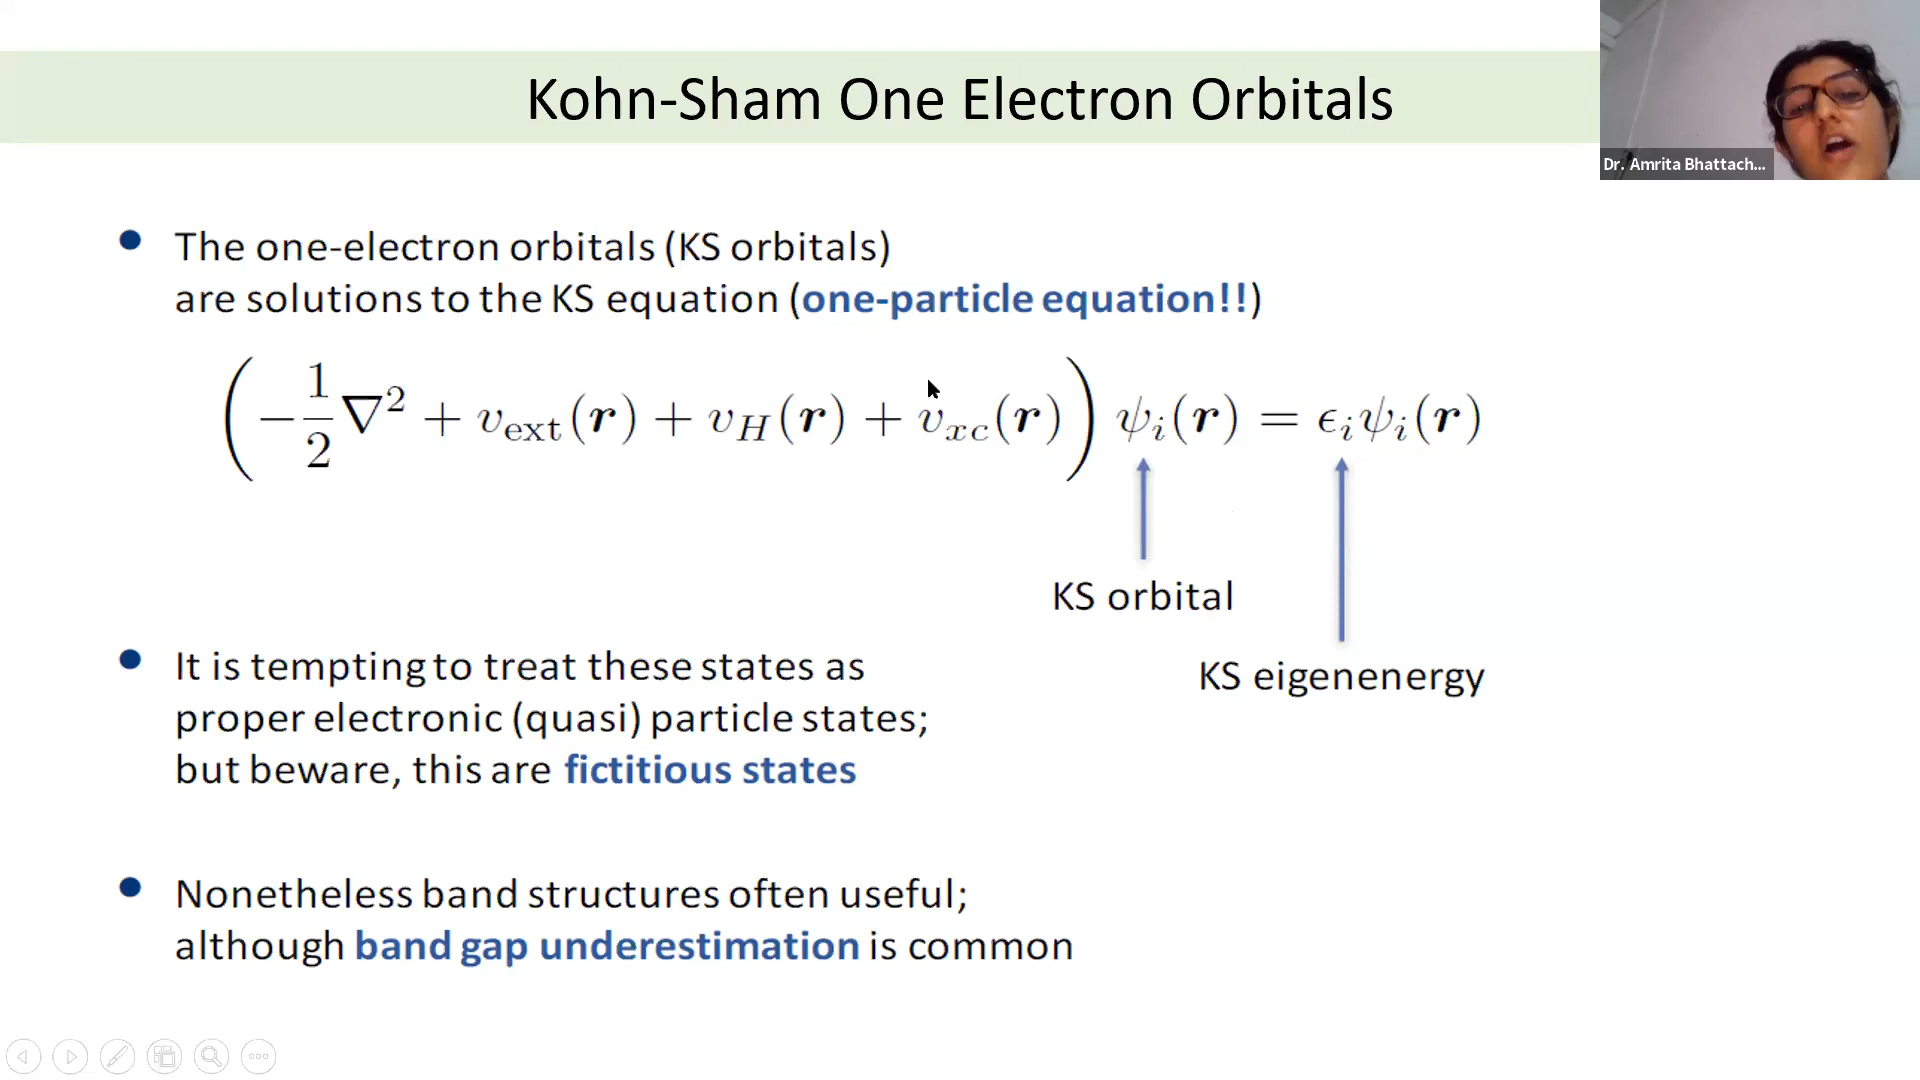 Kohn-Sham One Electron Orbitals
Dr. Amrita Bhattach...
• The one-electron orbitals (KS orbitals)
are solutions to the KS equation (one-particle equation!!)
$\left(-\frac{1}{2}\nabla^2 + v_{\text{ext}}(\boldsymbol{r}) + v_H(\boldsymbol{r}) + v_{xc}(\boldsymbol{r})\right)\psi_i(\boldsymbol{r}) = \epsilon_i\psi_i(\boldsymbol{r})$
KS orbital
KS eigenenergy
• It is tempting to treat these states as
proper electronic (quasi) particle states;
but beware, this are fictitious states
• Nonetheless band structures often useful;
although band gap underestimation is common